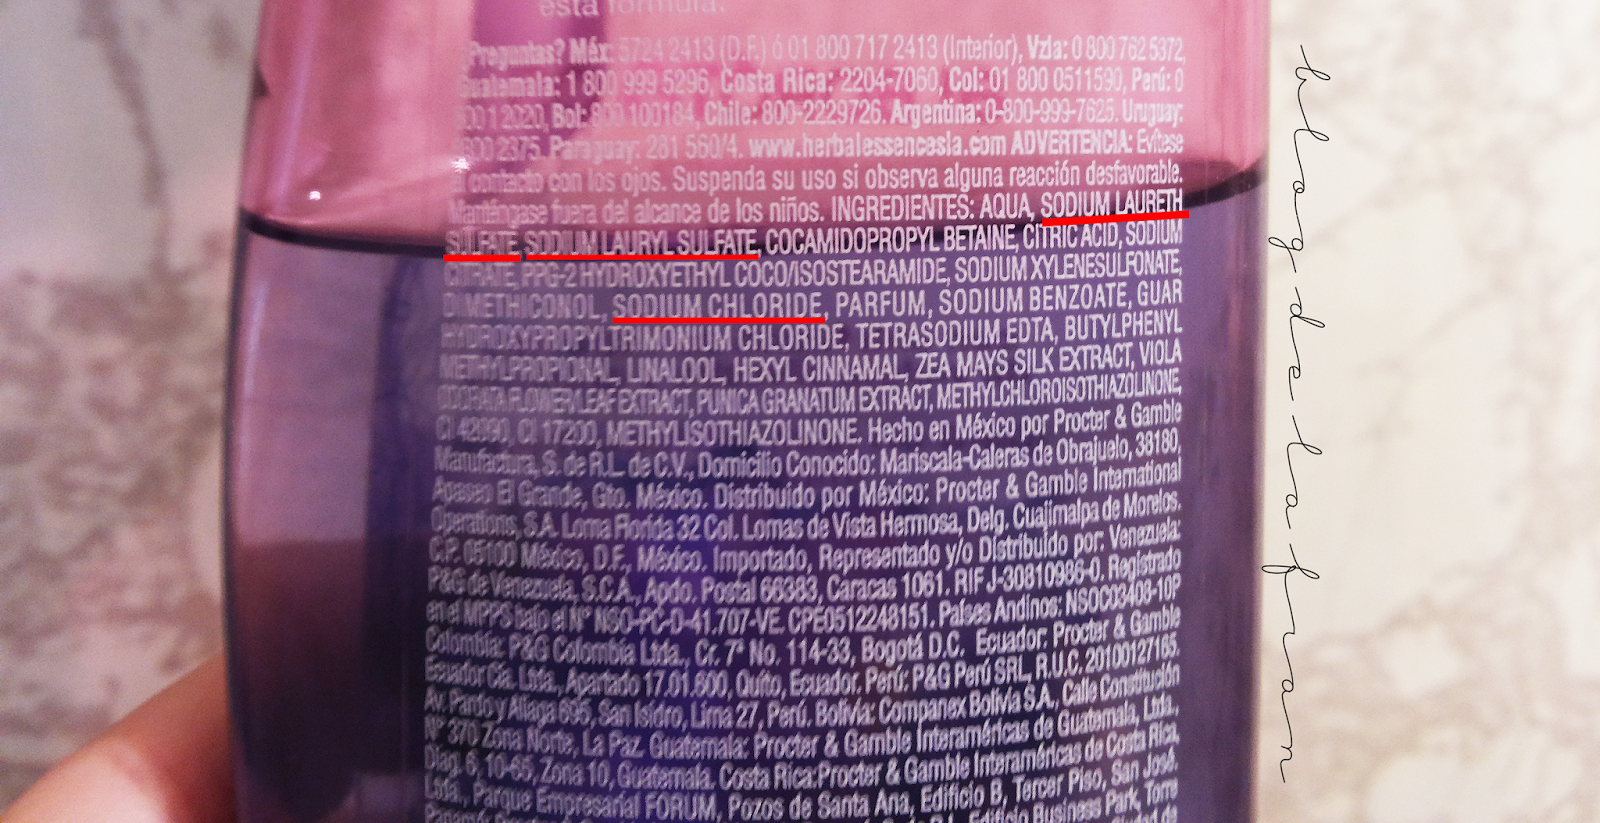 esta fórmula.
¿Preguntas? Méx: 5724 2413 (D.F.) ó 01 800 717 2413 (Interior), Vzla: 0 800 762 5372,
Guatemala: 1 800 999 5296, Costa Rica: 2204-7060, Col: 01 800 0511590, Perú: 0
800 1 2020, Bol: 800 100184, Chile: 800-2229726. Argentina: 0-800-999-7625. Uruguay:
800 2375. Paraguay: 281 560/4. www.herbalessencesla.com ADVERTENCIA: Evítese
el contacto con los ojos. Suspenda su uso si observa alguna reacción desfavorable.
Manténgase fuera del alcance de los niños. INGREDIENTES: AQUA, SODIUM LAURETH
SULFATE, SODIUM LAURYL SULFATE, COCAMIDOPROPYL BETAINE, CITRIC ACID, SODIUM
CITRATE, PPG-2 HYDROXYETHYL COCO/ISOSTEARAMIDE, SODIUM XYLENESULFONATE,
DIMETHICONOL, SODIUM CHLORIDE, PARFUM, SODIUM BENZOATE, GUAR
HYDROXYPROPYLTRIMONIUM CHLORIDE, TETRASODIUM EDTA, BUTYLPHENYL
METHYLPROPIONAL, LINALOOL, HEXYL CINNAMAL, ZEA MAYS SILK EXTRACT, VIOLA
ODORATA FLOWER/LEAF EXTRACT, PUNICA GRANATUM EXTRACT, METHYLCHLOROISOTHIAZOLINONE,
CI 42090, CI 17200, METHYLISOTHIAZOLINONE. Hecho en México por Procter & Gamble
Manufactura, S. de R.L. de C.V., Domicilio Conocido: Mariscala-Caleras de Obrajuelo, 38180,
Apaseo El Grande, Gto. México. Distribuido por México: Procter & Gamble International
Operations, S.A. Loma Florida 32 Col. Lomas de Vista Hermosa, Delg. Cuajimalpa de Morelos.
C.P. 05100 México, D.F., México. Importado, Representado y/o Distribuido por: Venezuela:
P&G de Venezuela, S.C.A., Apdo. Postal 66383, Caracas 1061. RIF J-30810986-0. Registrado
en el MPPS bajo el N° NSO-PC-D-41.707-VE. CPE0512248151. Países Andinos: NSOC03408-10P
Colombia: P&G Colombia Ltda., Cr. 7ª No. 114-33, Bogotá D.C. Ecuador: Procter & Gamble
Ecuador Cia. Ltda., Apartado 17.01.600, Quito, Ecuador. Perú: P&G Perú SRL, R.U.C. 20100127165.
Av. Pardo y Aliaga 695, San Isidro, Lima 27, Perú. Bolivia: Companex Bolivia S.A., Calle Constitución
N° 370 Zona Norte, La Paz. Guatemala: Procter & Gamble Interaméricas de Guatemala, Ltda.,
Diag. 6, 10-65, Zona 10, Guatemala. Costa Rica: Procter & Gamble Interaméricas de Costa Rica,
Ltda., Parque Empresarial FORUM, Pozos de Santa Ana, Edificio B, Tercer Piso, San José.
Edificio Business Park, Torre
blogdelafran